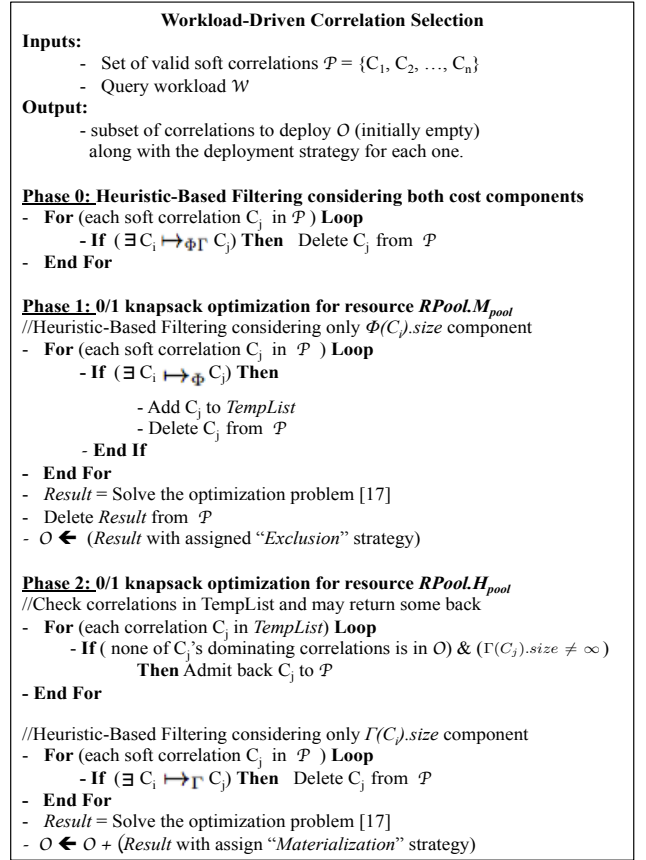 Workload-Driven Correlation Selection
Inputs:
- Set of valid soft correlations 𝒫 = {C₁, C₂, …, Cₙ}
- Query workload 𝒲
Output:
- subset of correlations to deploy 𝒪 (initially empty)
along with the deployment strategy for each one.
Phase 0: Heuristic-Based Filtering considering both cost components
- For (each soft correlation Cⱼ in 𝒫 ) Loop
- If ( ∃ Cᵢ ↦ΦΓ Cⱼ) Then Delete Cⱼ from 𝒫
- End For
Phase 1: 0/1 knapsack optimization for resource RPool.Mpool
//Heuristic-Based Filtering considering only Φ(Cᵢ).size component
- For (each soft correlation Cⱼ in 𝒫 ) Loop
- If ( ∃ Cᵢ ↦Φ Cⱼ) Then
- Add Cⱼ to TempList
- Delete Cⱼ from 𝒫
- End If
- End For
- Result = Solve the optimization problem [17]
- Delete Result from 𝒫
- 𝒪 🡸 (Result with assigned “Exclusion” strategy)
Phase 2: 0/1 knapsack optimization for resource RPool.Hpool
//Check correlations in TempList and may return some back
- For (each correlation Cⱼ in TempList) Loop
- If ( none of Cⱼ’s dominating correlations is in 𝒪) & (Γ(Cⱼ).size ≠ ∞ )
Then Admit back Cⱼ to 𝒫
- End For
//Heuristic-Based Filtering considering only Γ(Cᵢ).size component
- For (each soft correlation Cⱼ in 𝒫 ) Loop
- If ( ∃ Cᵢ ↦Γ Cⱼ) Then Delete Cⱼ from 𝒫
- End For
- Result = Solve the optimization problem [17]
- 𝒪 🡸 𝒪 + (Result with assign “Materialization” strategy)